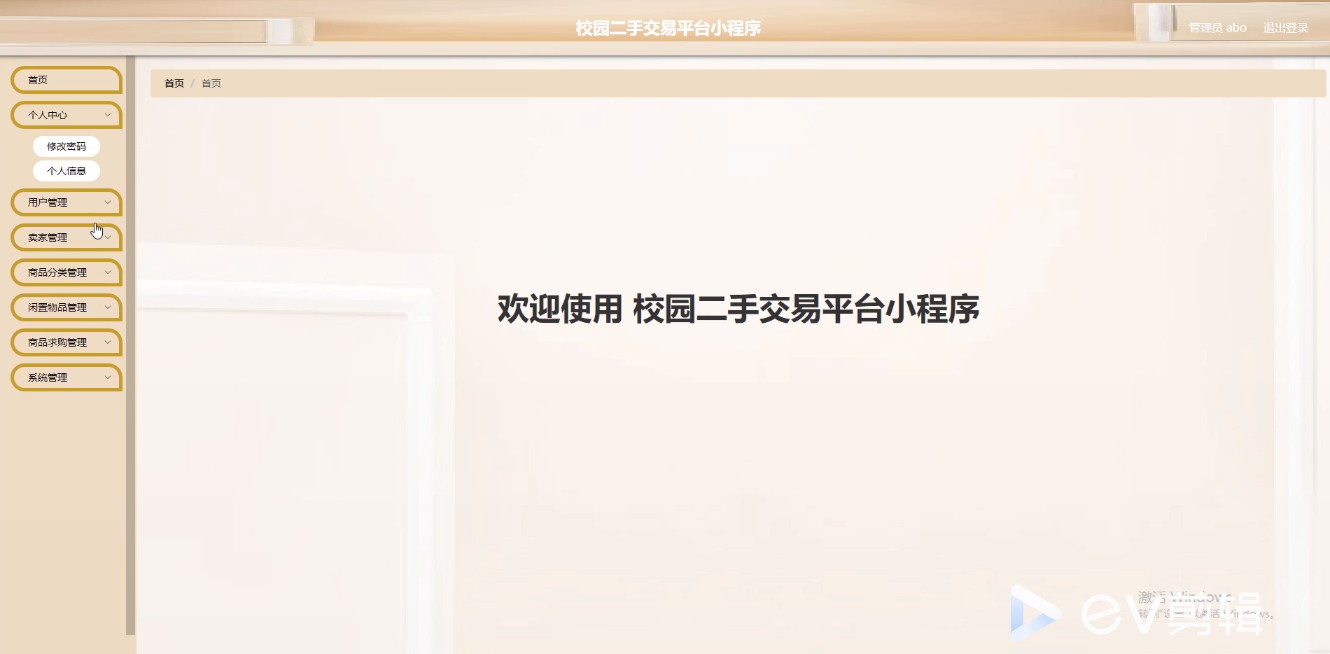 校园二手交易平台小程序
管理员 abo 退出登录
首页
首页 / 首页
个人中心
修改密码
个人信息
用户管理
卖家管理
商品分类管理
闲置物品管理
商品求购管理
系统管理
欢迎使用 校园二手交易平台小程序
激活 Windows
ev剪辑